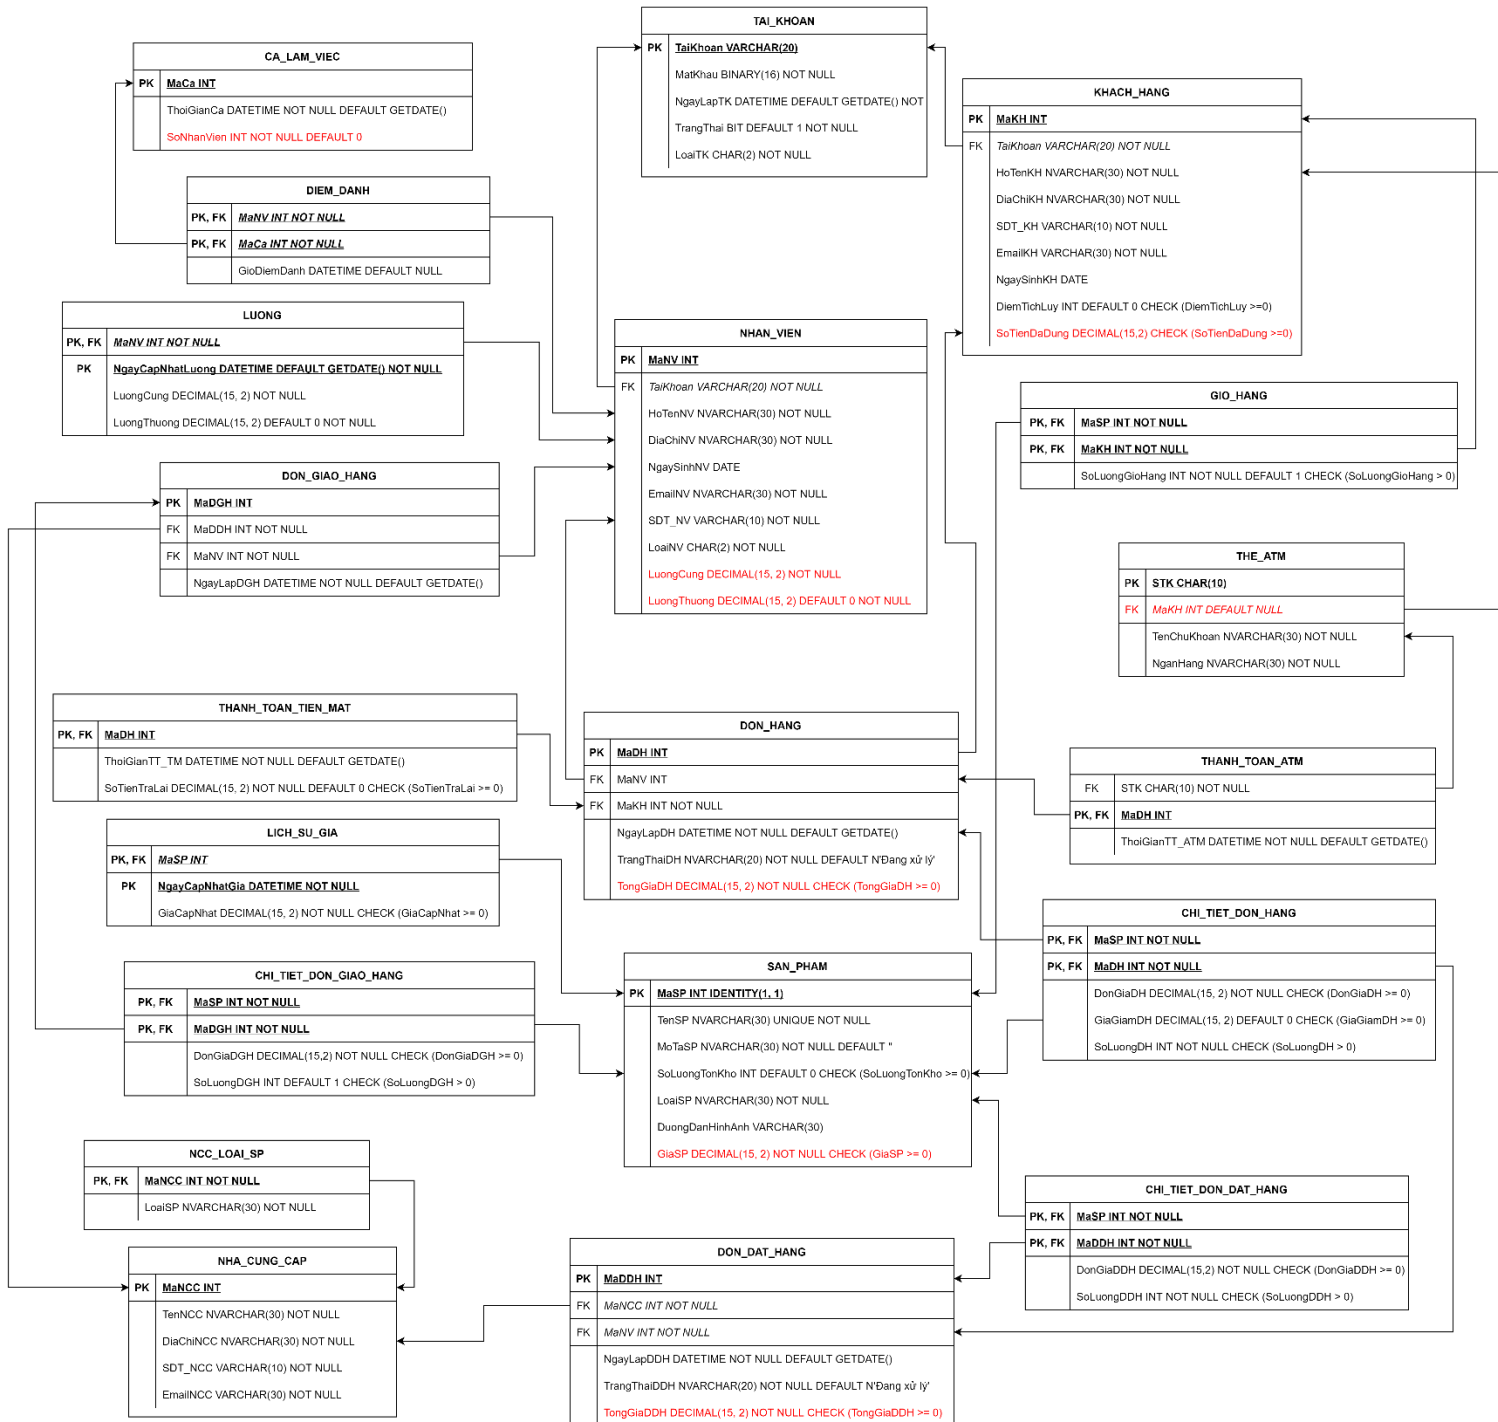 TAI_KHOAN
PK TaiKhoan VARCHAR(20)
MatKhau BINARY(16) NOT NULL
NgayLapTK DATETIME DEFAULT GETDATE() NOT
TrangThai BIT DEFAULT 1 NOT NULL
LoaiTK CHAR(2) NOT NULL
CA_LAM_VIEC
PK MaCa INT
ThoiGianCa DATETIME NOT NULL DEFAULT GETDATE()
SoNhanVien INT NOT NULL DEFAULT 0
KHACH_HANG
PK MaKH INT
FK TaiKhoan VARCHAR(20) NOT NULL
HoTenKH NVARCHAR(30) NOT NULL
DiaChiKH NVARCHAR(30) NOT NULL
SDT_KH VARCHAR(10) NOT NULL
EmailKH VARCHAR(30) NOT NULL
NgaySinhKH DATE
DiemTichLuy INT DEFAULT 0 CHECK (DiemTichLuy >=0)
SoTienDaDung DECIMAL(15,2) CHECK (SoTienDaDung >=0)
DIEM_DANH
PK, FK MaNV INT NOT NULL
PK, FK MaCa INT NOT NULL
GioDiemDanh DATETIME DEFAULT NULL
LUONG
PK, FK MaNV INT NOT NULL
PK NgayCapNhatLuong DATETIME DEFAULT GETDATE() NOT NULL
LuongCung DECIMAL(15, 2) NOT NULL
LuongThuong DECIMAL(15, 2) DEFAULT 0 NOT NULL
NHAN_VIEN
PK MaNV INT
FK TaiKhoan VARCHAR(20) NOT NULL
HoTenNV NVARCHAR(30) NOT NULL
DiaChiNV NVARCHAR(30) NOT NULL
NgaySinhNV DATE
EmailNV NVARCHAR(30) NOT NULL
SDT_NV VARCHAR(10) NOT NULL
LoaiNV CHAR(2) NOT NULL
LuongCung DECIMAL(15, 2) NOT NULL
LuongThuong DECIMAL(15, 2) DEFAULT 0 NOT NULL
GIO_HANG
PK, FK MaSP INT NOT NULL
PK, FK MaKH INT NOT NULL
SoLuongGioHang INT NOT NULL DEFAULT 1 CHECK (SoLuongGioHang > 0)
DON_GIAO_HANG
PK MaDGH INT
FK MaDDH INT NOT NULL
FK MaNV INT NOT NULL
NgayLapDGH DATETIME NOT NULL DEFAULT GETDATE()
THE_ATM
PK STK CHAR(10)
FK MaKH INT DEFAULT NULL
TenChuKhoan NVARCHAR(30) NOT NULL
NganHang NVARCHAR(30) NOT NULL
THANH_TOAN_TIEN_MAT
PK, FK MaDH INT
ThoiGianTT_TM DATETIME NOT NULL DEFAULT GETDATE()
SoTienTraLai DECIMAL(15, 2) NOT NULL DEFAULT 0 CHECK (SoTienTraLai >= 0)
DON_HANG
PK MaDH INT
FK MaNV INT
FK MaKH INT NOT NULL
NgayLapDH DATETIME NOT NULL DEFAULT GETDATE()
TrangThaiDH NVARCHAR(20) NOT NULL DEFAULT N'Đang xử lý'
TongGiaDH DECIMAL(15, 2) NOT NULL CHECK (TongGiaDH >= 0)
THANH_TOAN_ATM
FK STK CHAR(10) NOT NULL
PK, FK MaDH INT
ThoiGianTT_ATM DATETIME NOT NULL DEFAULT GETDATE()
LICH_SU_GIA
PK, FK MaSP INT
PK NgayCapNhatGia DATETIME NOT NULL
GiaCapNhat DECIMAL(15, 2) NOT NULL CHECK (GiaCapNhat >= 0)
CHI_TIET_DON_HANG
PK, FK MaSP INT NOT NULL
PK, FK MaDH INT NOT NULL
DonGiaDH DECIMAL(15, 2) NOT NULL CHECK (DonGiaDH >= 0)
GiaGiamDH DECIMAL(15, 2) DEFAULT 0 CHECK (GiaGiamDH >= 0)
SoLuongDH INT NOT NULL CHECK (SoLuongDH > 0)
CHI_TIET_DON_GIAO_HANG
PK, FK MaSP INT NOT NULL
PK, FK MaDGH INT NOT NULL
DonGiaDGH DECIMAL(15,2) NOT NULL CHECK (DonGiaDGH >= 0)
SoLuongDGH INT DEFAULT 1 CHECK (SoLuongDGH > 0)
SAN_PHAM
PK MaSP INT IDENTITY(1, 1)
TenSP NVARCHAR(30) UNIQUE NOT NULL
MoTaSP NVARCHAR(30) NOT NULL DEFAULT ''
SoLuongTonKho INT DEFAULT 0 CHECK (SoLuongTonKho >= 0)
LoaiSP NVARCHAR(30) NOT NULL
DuongDanHinhAnh VARCHAR(30)
GiaSP DECIMAL(15, 2) NOT NULL CHECK (GiaSP >= 0)
NCC_LOAI_SP
PK, FK MaNCC INT NOT NULL
LoaiSP NVARCHAR(30) NOT NULL
CHI_TIET_DON_DAT_HANG
PK, FK MaSP INT NOT NULL
PK, FK MaDDH INT NOT NULL
DonGiaDDH DECIMAL(15,2) NOT NULL CHECK (DonGiaDDH >= 0)
SoLuongDDH INT NOT NULL CHECK (SoLuongDDH > 0)
NHA_CUNG_CAP
PK MaNCC INT
TenNCC NVARCHAR(30) NOT NULL
DiaChiNCC NVARCHAR(30) NOT NULL
SDT_NCC VARCHAR(10) NOT NULL
EmailNCC VARCHAR(30) NOT NULL
DON_DAT_HANG
PK MaDDH INT
FK MaNCC INT NOT NULL
FK MaNV INT NOT NULL
NgayLapDDH DATETIME NOT NULL DEFAULT GETDATE()
TrangThaiDDH NVARCHAR(20) NOT NULL DEFAULT N'Đang xử lý'
TongGiaDDH DECIMAL(15, 2) NOT NULL CHECK (TongGiaDDH >= 0)